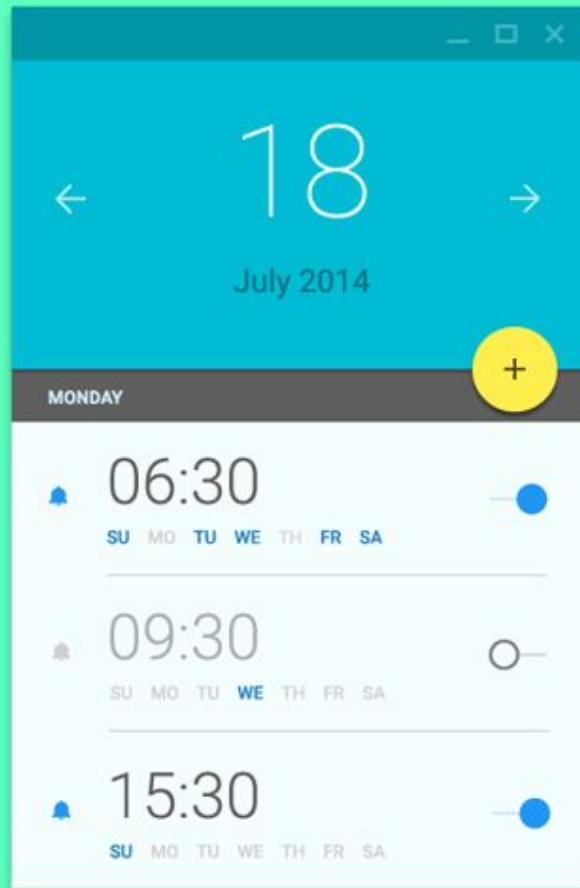 18
July 2014
+
MONDAY
06:30
SU MO TU WE TH FR SA
09:30
SU MO TU WE TH FR SA
15:30
SU MO TU WE TH FR SA